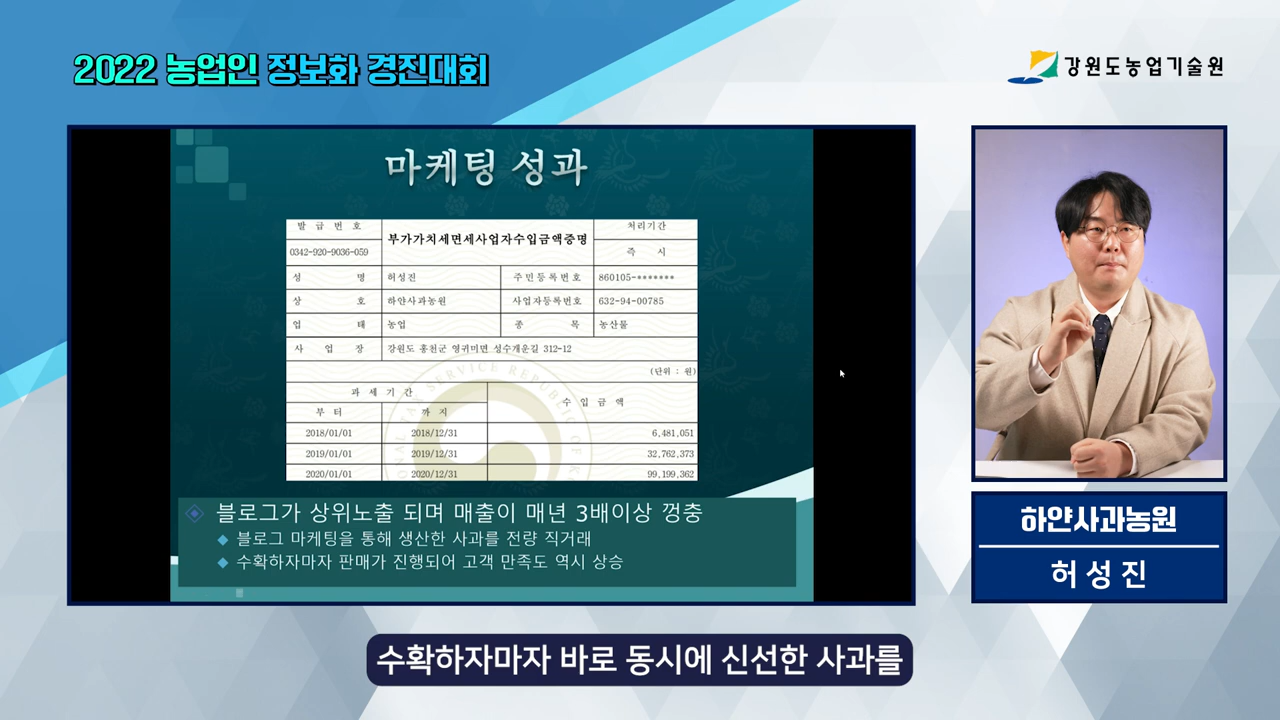 2022 농업인 정보화 경진대회
강원도농업기술원
마케팅 성과
발 급 번 호
부가가치세면세사업자수입금액증명
처리기간
0342-920-9036-059
즉 시
성 명 허성진 주민등록번호 860105-*******
상 호 하얀사과농원 사업자등록번호 632-94-00785
업 태 농업 종 목 농산물
사 업 장 강원도 홍천군 영귀미면 성수개운길 312-12
(단위 : 원)
과 세 기 간
수 입 금 액
부 터 까 지
2018/01/01 2018/12/31 6,481,051
2019/01/01 2019/12/31 32,762,373
2020/01/01 2020/12/31 99,199,362
블로그가 상위노출 되며 매출이 매년 3배이상 껑충
블로그 마케팅을 통해 생산한 사과를 전량 직거래
수확하자마자 판매가 진행되어 고객 만족도 역시 상승
하얀사과농원
허성진
수확하자마자 바로 동시에 신선한 사과를